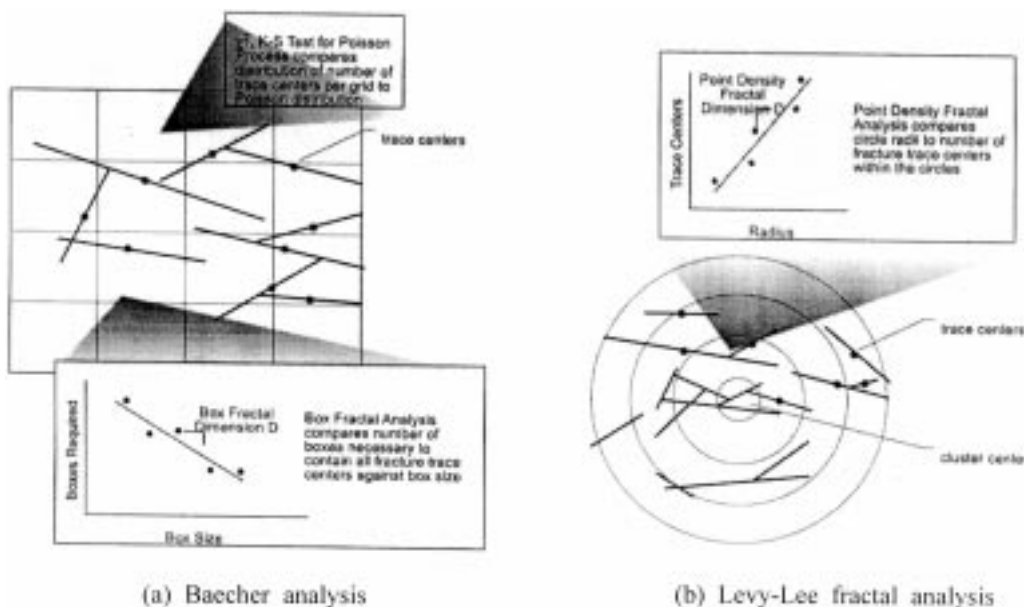 K-S Test for Poisson
Process compares
distribution of number of
trace centers per grid to
Poisson distribution
trace centers
Boxes Required
Box Fractal
Dimension D
Box Fractal Analysis
compares number of
boxes necessary to
contain all fracture trace
centers against box size
Box Size
(a) Baecher analysis
Trace Centers
Point Density
Fractal
Dimension D
Point Density Fractal
Analysis compares
circle radii to number of
fracture trace centers
within the circles
Radius
trace centers
cluster center
(b) Levy-Lee fractal analysis